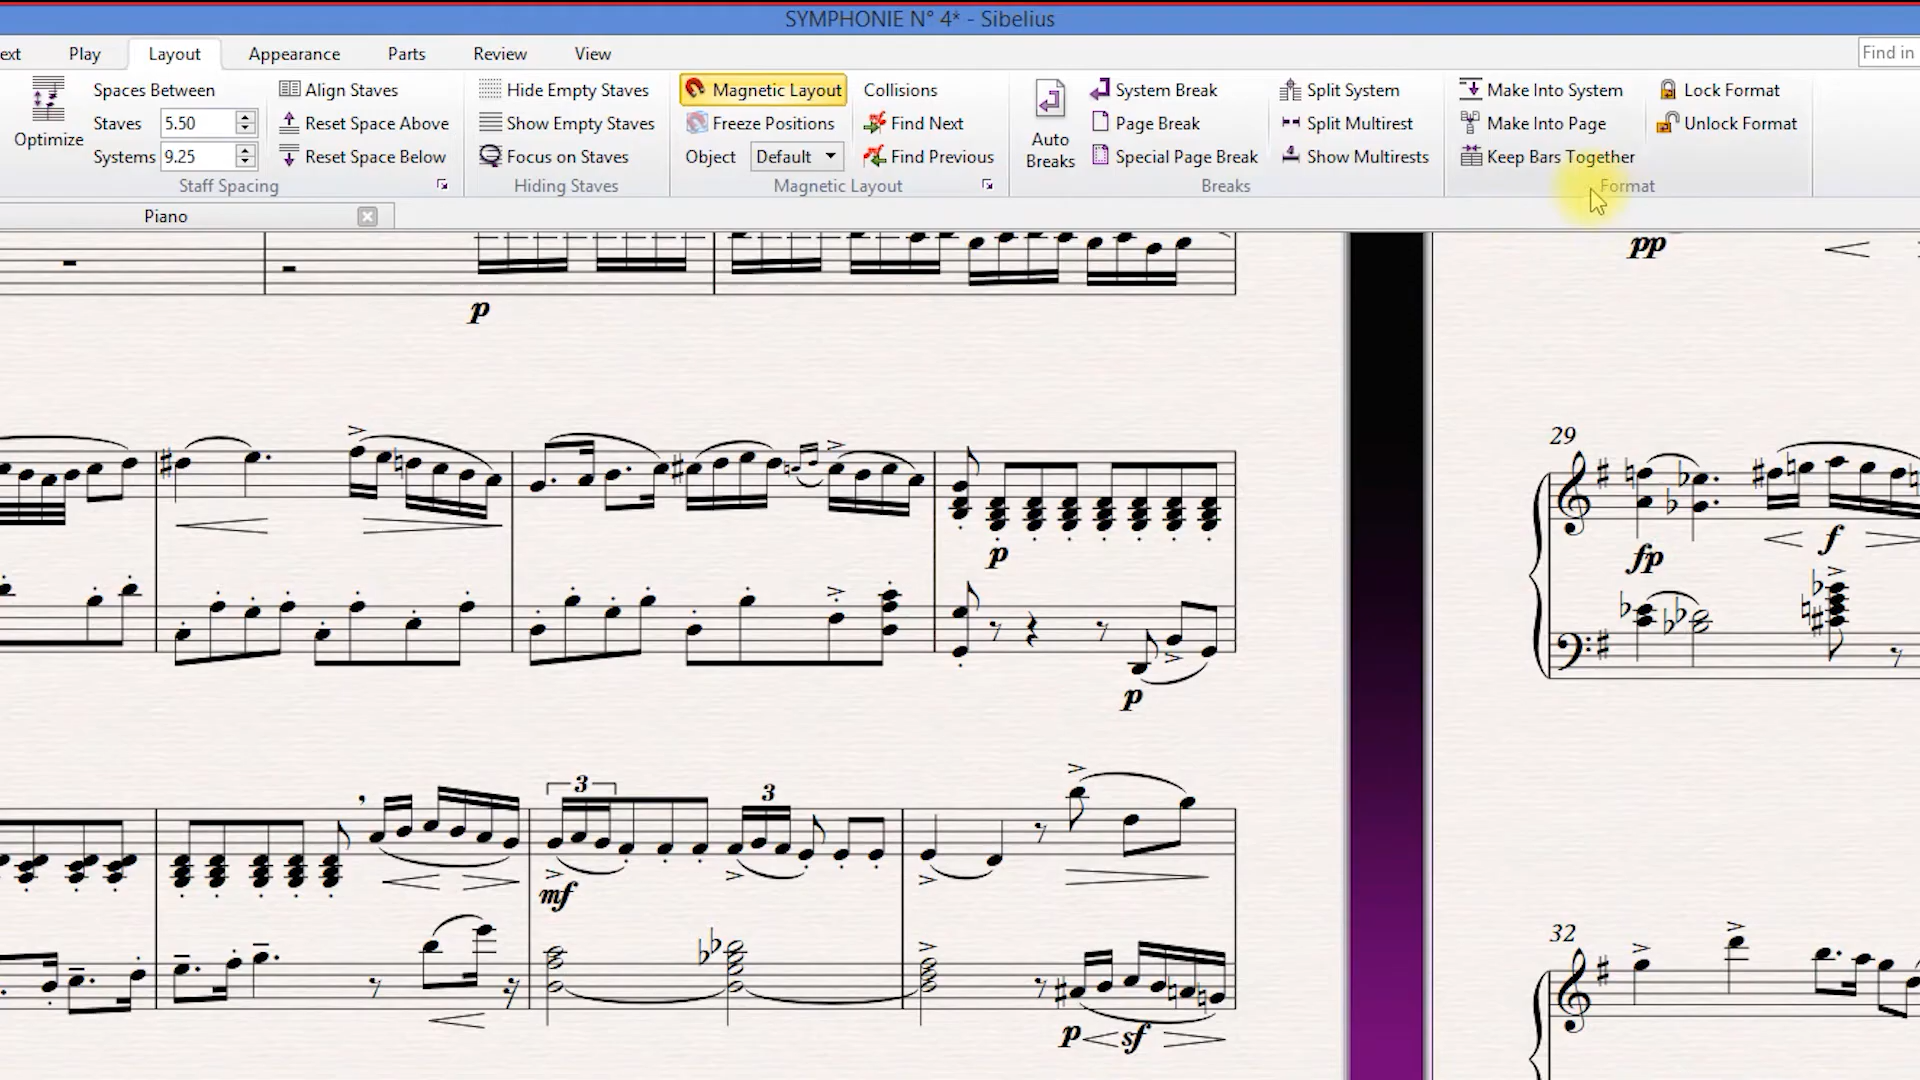 SYMPHONIE N° 4* - Sibelius
ext Play Layout Appearance Parts Review View Find in
Spaces Between Align Staves Hide Empty Staves Magnetic Layout Collisions System Break Split System Make Into System Lock Format
Staves 5.50 Reset Space Above Show Empty Staves Freeze Positions Find Next Page Break Split Multirest Make Into Page Unlock Format
Optimize Auto Breaks
Systems 9.25 Reset Space Below Focus on Staves Object Default Find Previous Special Page Break Show Multirests Keep Bars Together
Staff Spacing Hiding Staves Magnetic Layout Breaks Format
Piano
pp
p
29
p
f
fp
p
3
3
mf
32
p sf